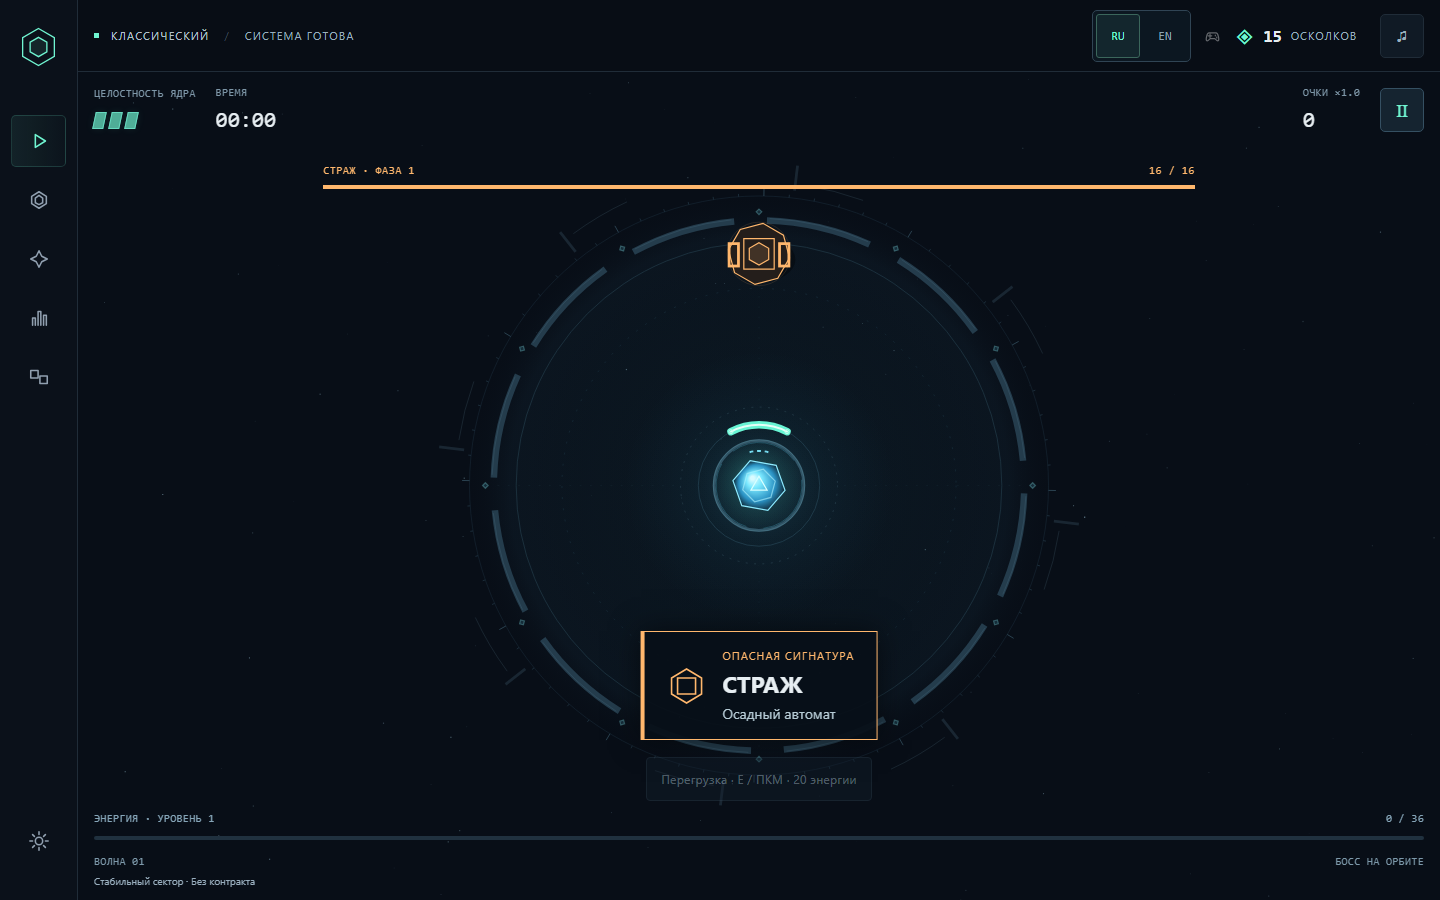 КЛАССИЧЕСКИЙ / СИСТЕМА ГОТОВА
RU EN
15 ОСКОЛКОВ
ЦЕЛОСТНОСТЬ ЯДРА
ВРЕМЯ
00:00
ОЧКИ ×1.0
0
СТРАЖ · ФАЗА 1
16 / 16
ОПАСНАЯ СИГНАТУРА
СТРАЖ
Осадный автомат
Перегрузка · E / ПКМ · 20 энергии
ЭНЕРГИЯ · УРОВЕНЬ 1
0 / 36
ВОЛНА 01
БОСС НА ОРБИТЕ
Стабильный сектор · Без контракта